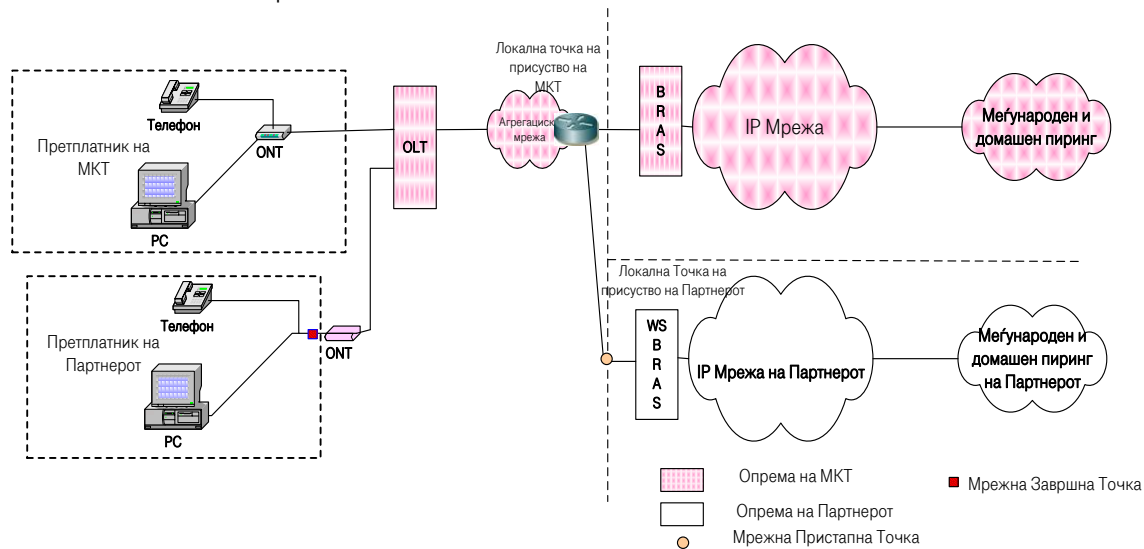 Локална точка на
присуство на
МКТ
Агрегациск
мрежа
Телефон
ONT
Претплатник на
МКТ
PC
OLT
B
R
A
S
IP Мрежа
Меѓународен и
домашен пиринг
Локална Точка на
присуство на Партнерот
Телефон
Претплатник на
Партнерот
ONT
PC
WS
B
R
A
S
IP Мрежа на Партнерот
Меѓународен и
домашен пиринг
на Партнерот
Опрема на МКТ
Мрежна Завршна Точка
Опрема на Партнерот
Мрежна Пристапна Точка